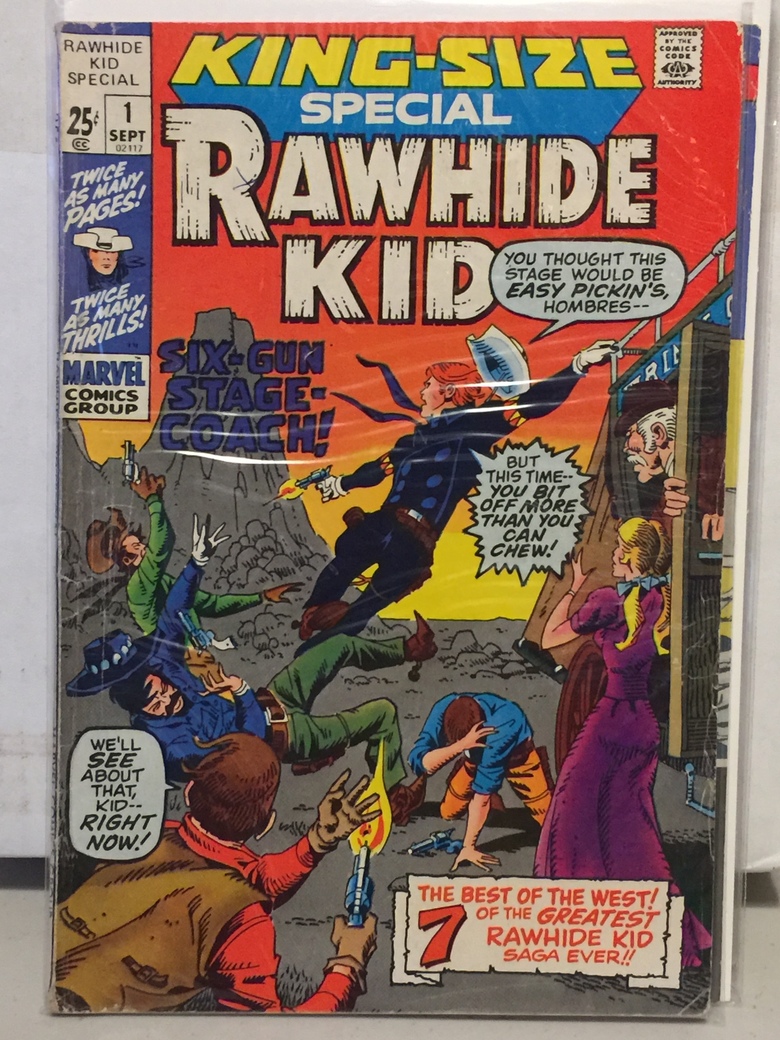 RAWHIDE
KID
SPECIAL
25¢
CC
1
SEPT
02117
KING-SIZE
SPECIAL
APPROVED
BY THE
COMICS
CODE
CA
AUTHORITY
RAWHIDE
KID
TWICE
AS MANY
PAGES!
TWICE
AS MANY
THRILLS!
MARVEL
COMICS
GROUP
YOU THOUGHT THIS
STAGE WOULD BE
EASY PICKIN'S,
HOMBRES--
SIX-GUN
STAGE-
COACH!
BUT
THIS TIME--
YOU BIT
OFF MORE
THAN YOU
CAN
CHEW!
WE'LL
SEE
ABOUT
THAT,
KID--
RIGHT
NOW!
THE BEST OF THE WEST!
7 OF THE GREATEST
RAWHIDE KID
SAGA EVER!!